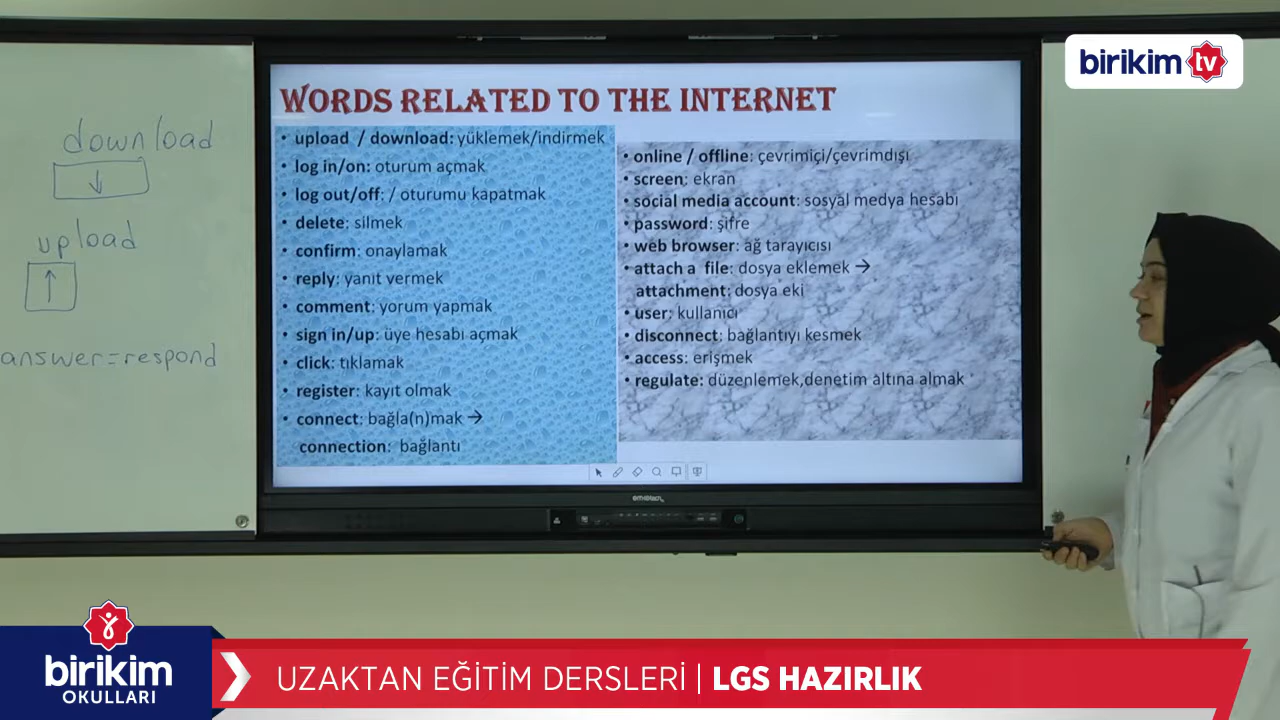 birikim tv
WORDS RELATED TO THE INTERNET
• upload / download: yüklemek/indirmek
• log in/on: oturum açmak
• log out/off: / oturumu kapatmak
• delete: silmek
• confirm: onaylamak
• reply: yanıt vermek
• comment: yorum yapmak
• sign in/up: üye hesabı açmak
• click: tıklamak
• register: kayıt olmak
• connect: bağla(n)mak →
connection: bağlantı
• online / offline: çevrimiçi/çevrimdışı
• screen: ekran
• social media account: sosyal medya hesabı
• password: şifre
• web browser: ağ tarayıcısı
• attach a file: dosya eklemek →
attachment: dosya eki
• user: kullanıcı
• disconnect: bağlantıyı kesmek
• access: erişmek
• regulate: düzenlemek,denetim altına almak
download
↓
upload
↑
answer=respond
birikim
OKULLARI
UZAKTAN EĞİTİM DERSLERİ | LGS HAZIRLIK